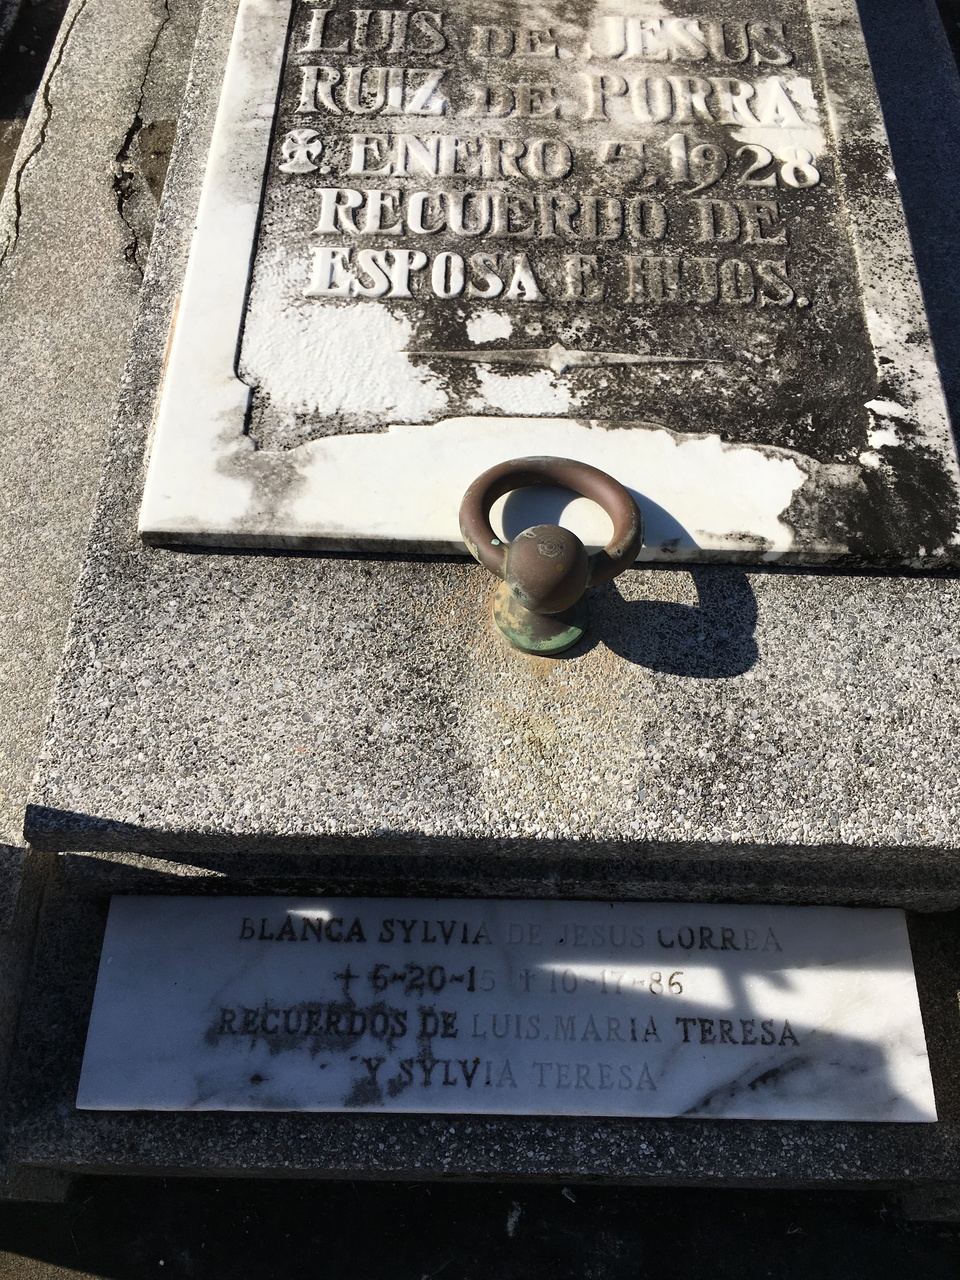 LUIS DE JESUS
RUIZ DE PORRA
✠. ENERO 5, 1928
RECUERDO DE
ESPOSA E HIJOS.
BLANCA SYLVIA DE JESUS CORREA
✝ 6-20-15 ✝ 10-17-86
RECUERDOS DE LUIS, MARIA TERESA
Y SYLVIA TERESA